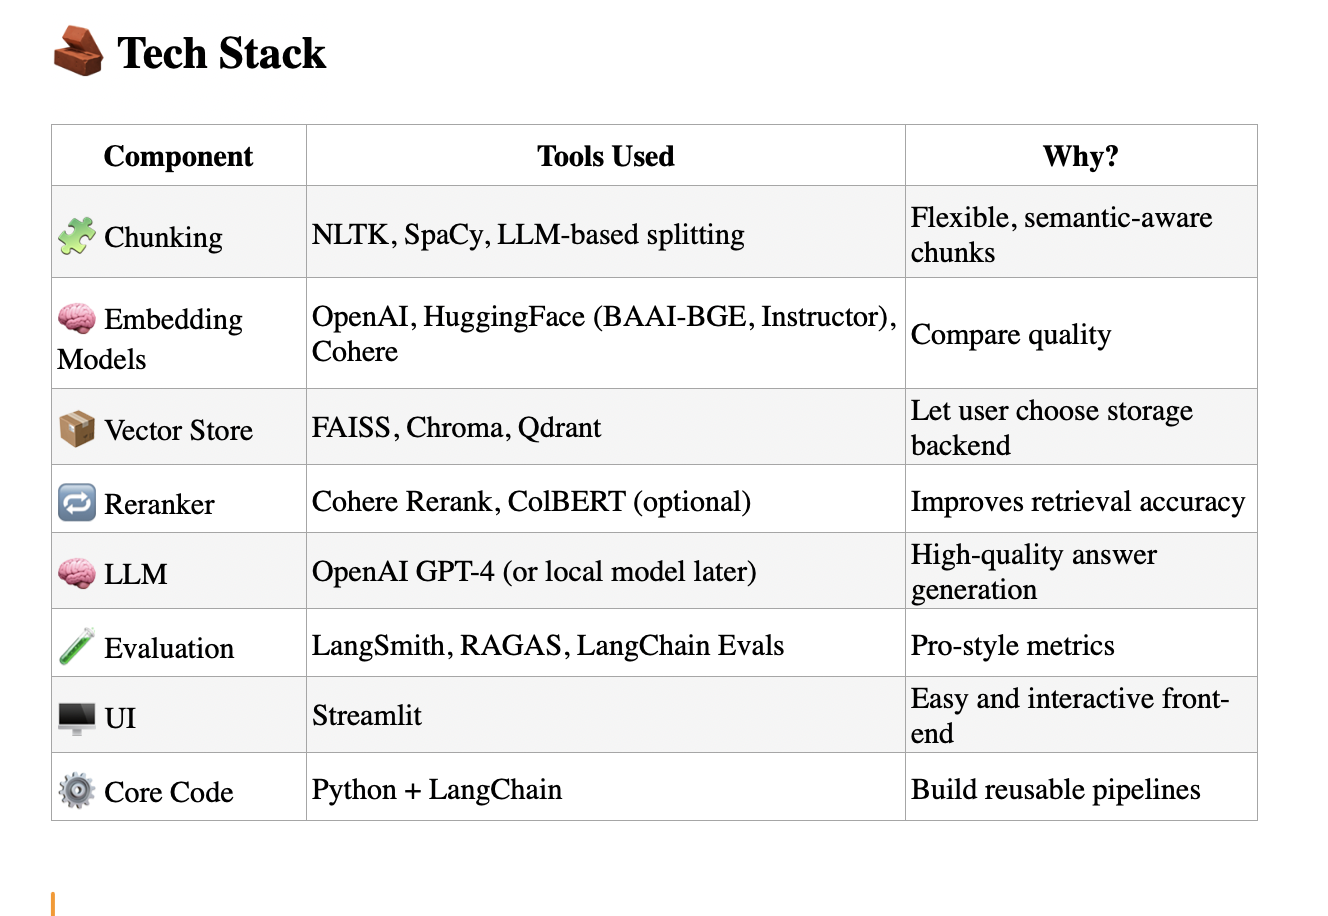 Tech Stack
Component Tools Used Why?
Chunking NLTK, SpaCy, LLM-based splitting Flexible, semantic-aware
chunks
Embedding
Models OpenAI, HuggingFace (BAAI-BGE, Instructor),
Cohere Compare quality
Vector Store FAISS, Chroma, Qdrant Let user choose storage
backend
Reranker Cohere Rerank, ColBERT (optional) Improves retrieval accuracy
LLM OpenAI GPT-4 (or local model later) High-quality answer
generation
Evaluation LangSmith, RAGAS, LangChain Evals Pro-style metrics
UI Streamlit Easy and interactive front-
end
Core Code Python + LangChain Build reusable pipelines